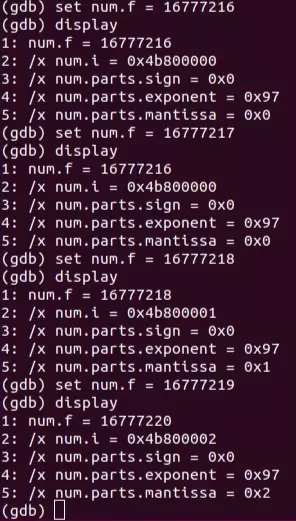 (gdb) set num.f = 16777216
(gdb) display
1: num.f = 16777216
2: /x num.i = 0x4b800000
3: /x num.parts.sign = 0x0
4: /x num.parts.exponent = 0x97
5: /x num.parts.mantissa = 0x0
(gdb) set num.f = 16777217
(gdb) display
1: num.f = 16777216
2: /x num.i = 0x4b800000
3: /x num.parts.sign = 0x0
4: /x num.parts.exponent = 0x97
5: /x num.parts.mantissa = 0x0
(gdb) set num.f = 16777218
(gdb) display
1: num.f = 16777218
2: /x num.i = 0x4b800001
3: /x num.parts.sign = 0x0
4: /x num.parts.exponent = 0x97
5: /x num.parts.mantissa = 0x1
(gdb) set num.f = 16777219
(gdb) display
1: num.f = 16777220
2: /x num.i = 0x4b800002
3: /x num.parts.sign = 0x0
4: /x num.parts.exponent = 0x97
5: /x num.parts.mantissa = 0x2
(gdb)